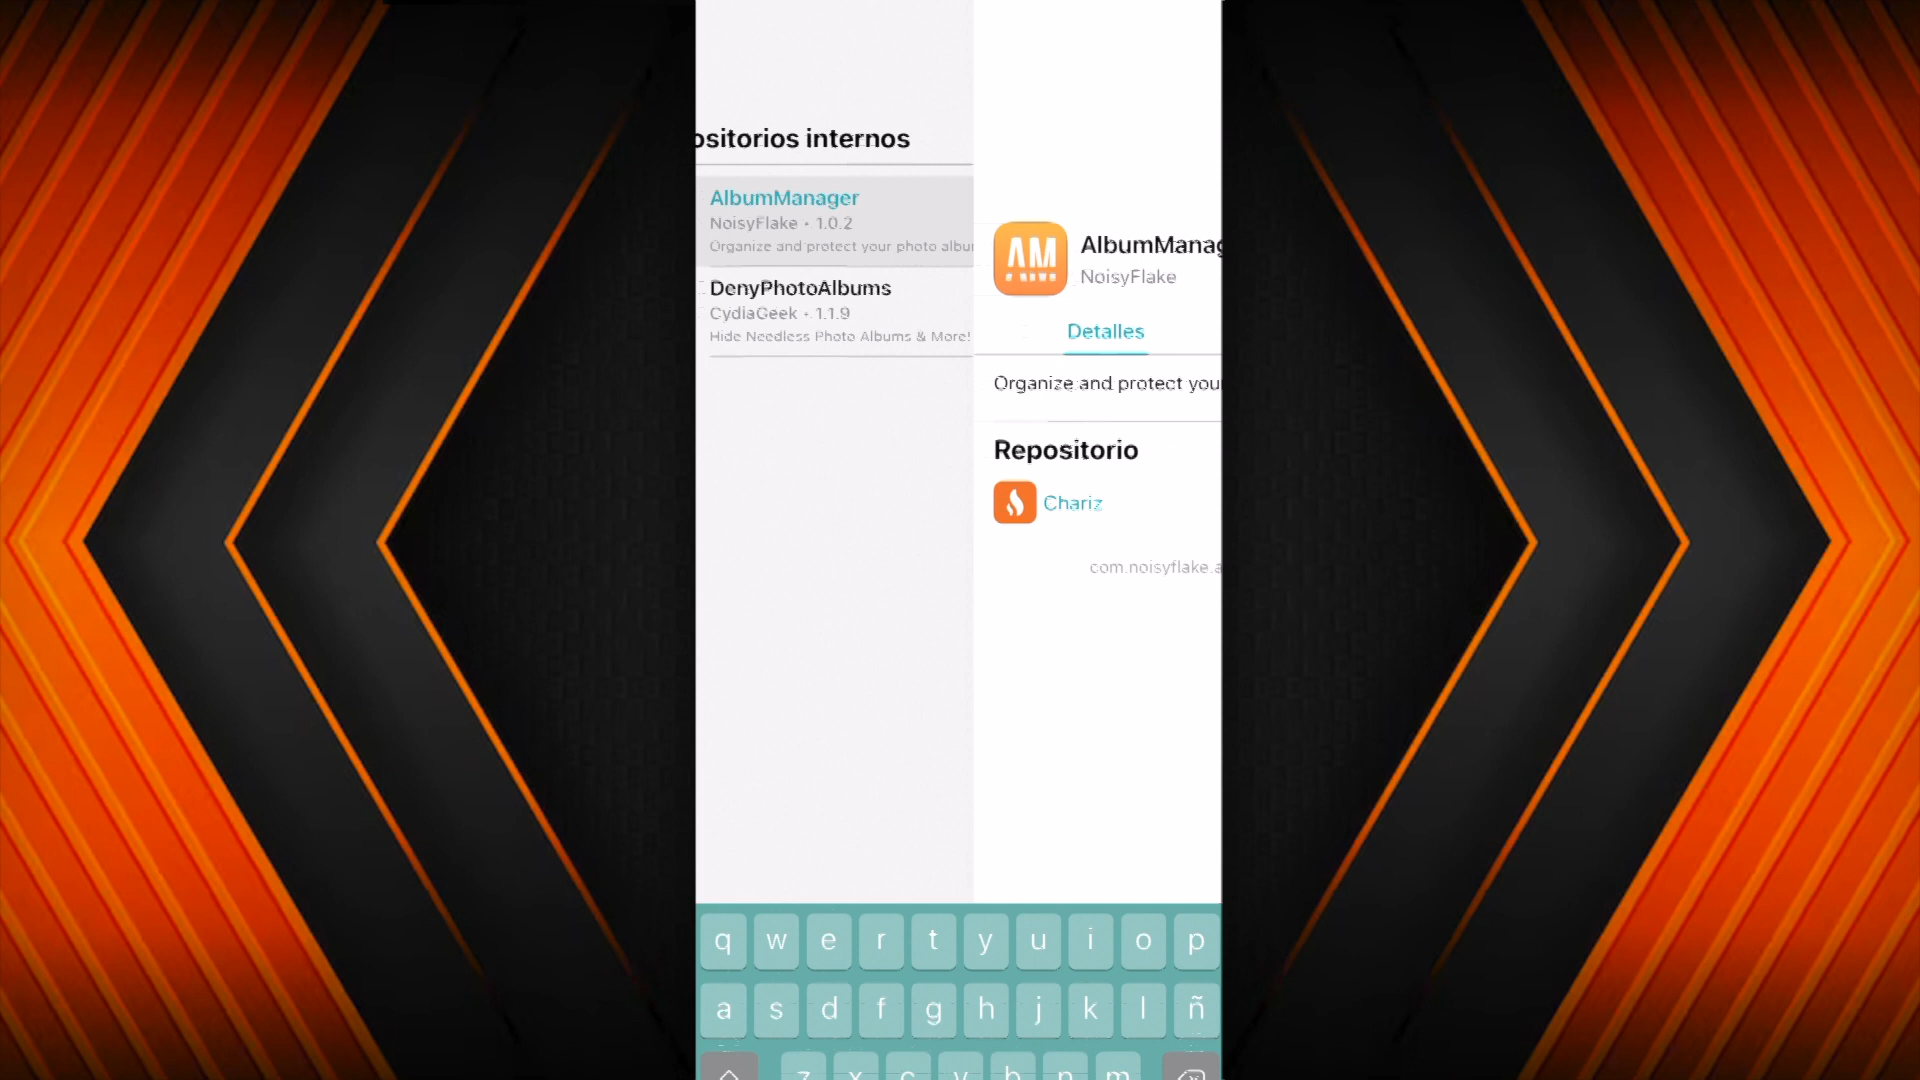 ositorios internos
AlbumManager
NoisyFlake • 1.0.2
Organize and protect your photo albu
DenyPhotoAlbums
CydiaGeek • 1.1.9
Hide Needless Photo Albums & More!
AM
AlbumManag
NoisyFlake
Detalles
Organize and protect your
Repositorio
Chariz
com.noisyflake.a
q w e r t y u i o p
a s d f g h j k l ñ
z x c v b n m